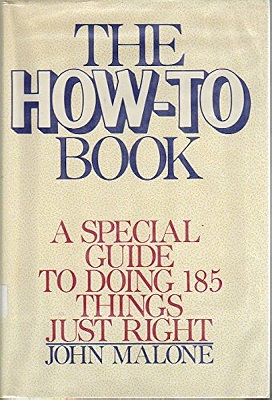 THE
HOW-TO
BOOK
A SPECIAL
GUIDE
TO DOING 185
THINGS
JUST RIGHT
JOHN MALONE